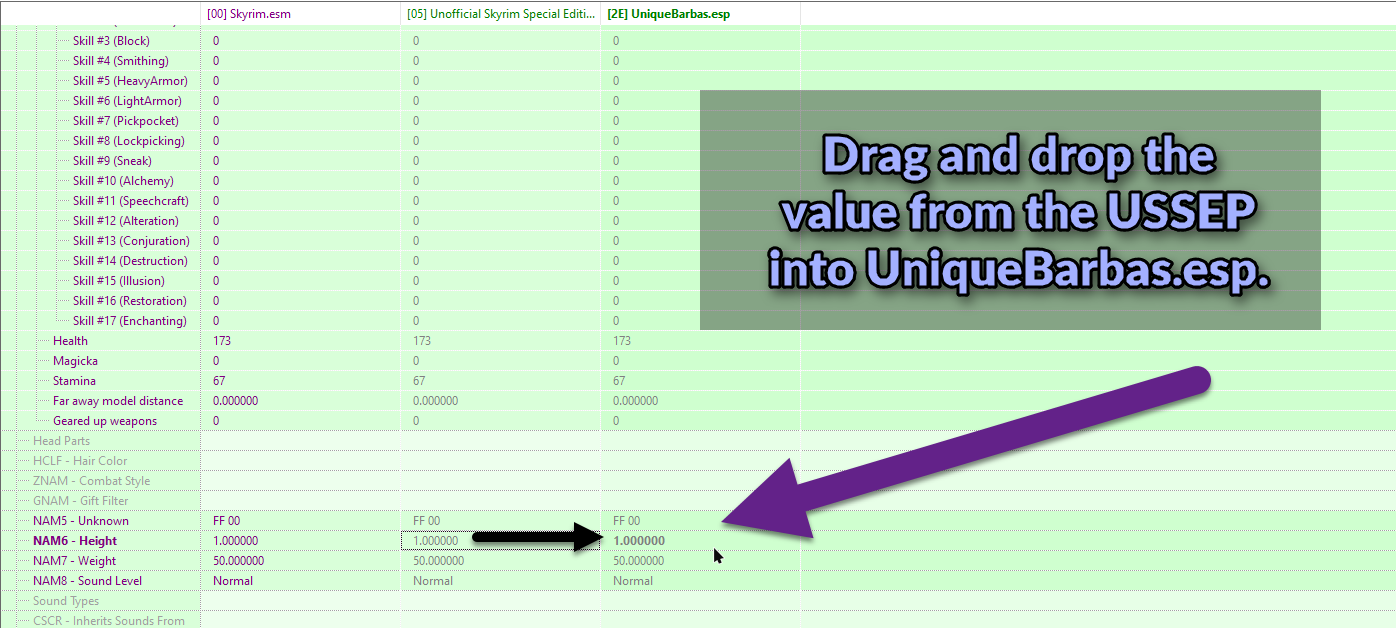 [00] Skyrim.esm [05] Unofficial Skyrim Special Editi... [2E] UniqueBarbas.esp
Skill #3 (Block) 0 0 0
Skill #4 (Smithing) 0 0 0
Skill #5 (HeavyArmor) 0 0 0
Skill #6 (LightArmor) 0 0 0
Skill #7 (Pickpocket) 0 0 0
Skill #8 (Lockpicking) 0 0 0
Skill #9 (Sneak) 0 0 0
Skill #10 (Alchemy) 0 0 0
Skill #11 (Speechcraft) 0 0 0
Skill #12 (Alteration) 0 0 0
Skill #13 (Conjuration) 0 0 0
Skill #14 (Destruction) 0 0 0
Skill #15 (Illusion) 0 0 0
Skill #16 (Restoration) 0 0 0
Skill #17 (Enchanting) 0 0 0
Health 173 173 173
Magicka 0 0 0
Stamina 67 67 67
Far away model distance 0.000000 0.000000 0.000000
Geared up weapons 0 0 0
Head Parts
HCLF - Hair Color
ZNAM - Combat Style
GNAM - Gift Filter
NAM5 - Unknown FF 00 FF 00 FF 00
NAM6 - Height 1.000000 1.000000 1.000000
NAM7 - Weight 50.000000 50.000000 50.000000
NAM8 - Sound Level Normal Normal Normal
Sound Types
CSCR - Inherits Sounds From
Drag and drop the
value from the USSEP
into UniqueBarbas.esp.